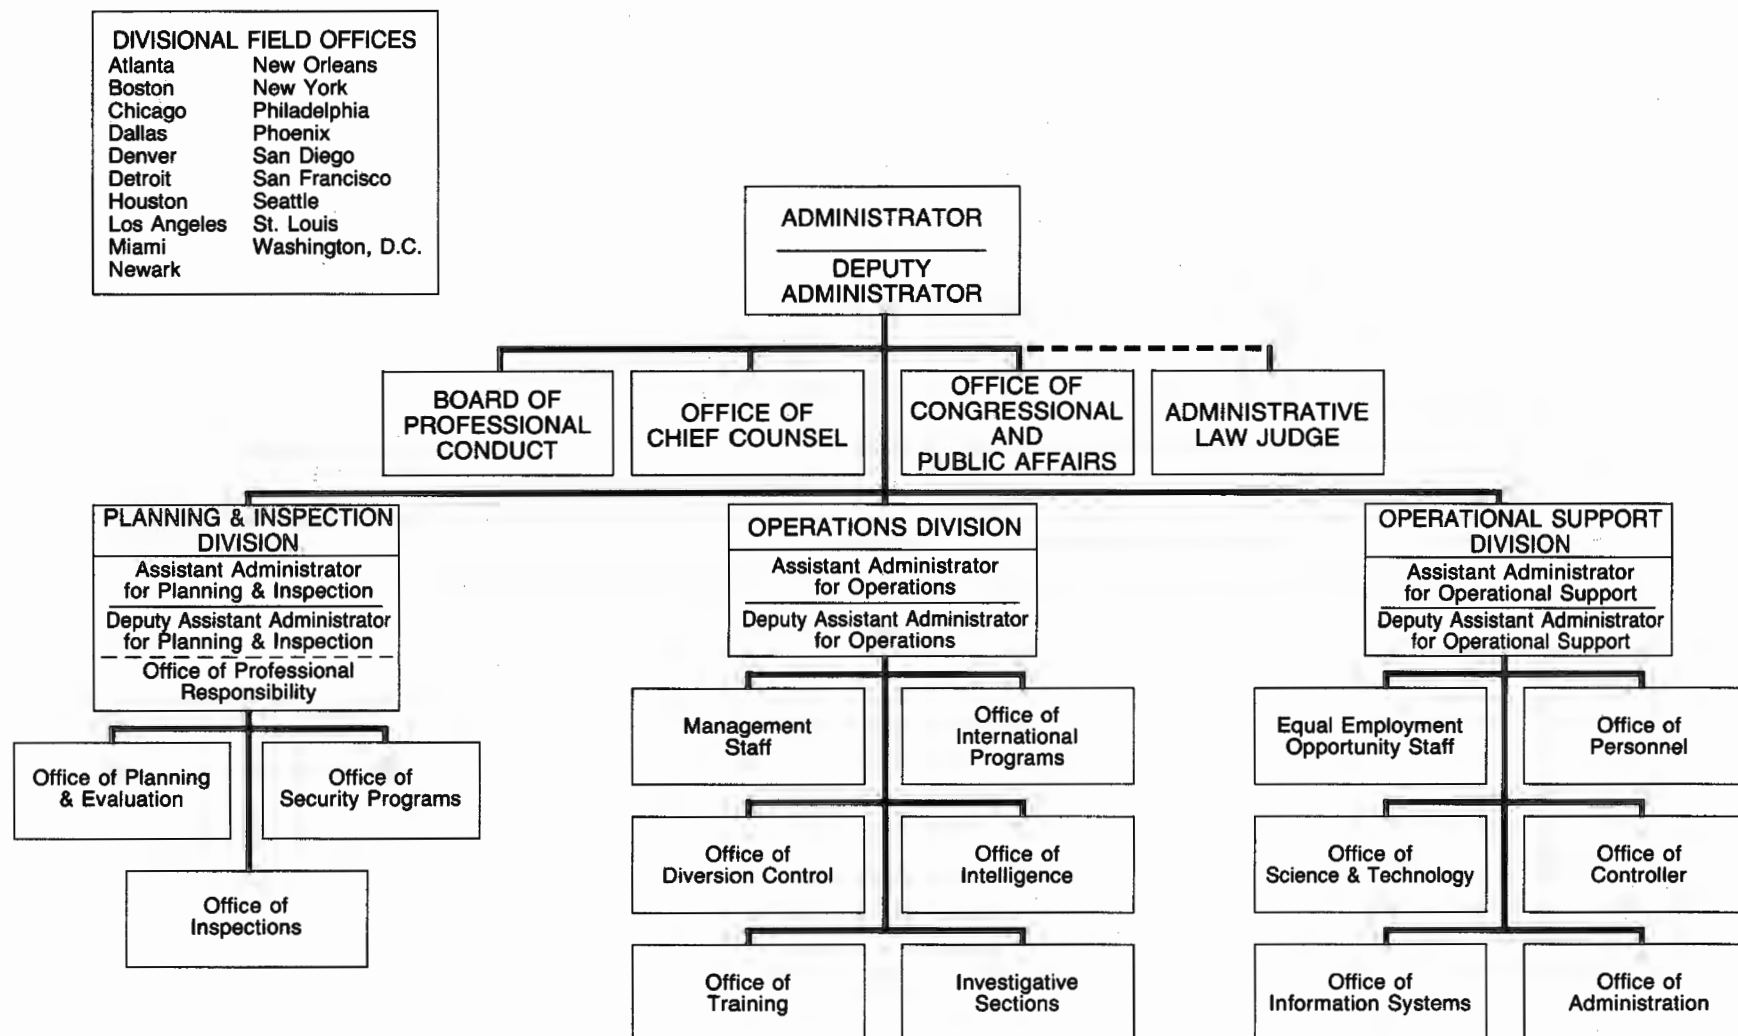 DIVISIONAL FIELD OFFICES
Atlanta New Orleans
Boston New York
Chicago Philadelphia
Dallas Phoenix
Denver San Diego
Detroit San Francisco
Houston Seattle
Los Angeles St. Louis
Miami Washington, D.C.
Newark
ADMINISTRATOR
DEPUTY
ADMINISTRATOR
BOARD OF
PROFESSIONAL
CONDUCT
OFFICE OF
CHIEF COUNSEL
OFFICE OF
CONGRESSIONAL
AND
PUBLIC AFFAIRS
ADMINISTRATIVE
LAW JUDGE
PLANNING & INSPECTION
DIVISION
Assistant Administrator
for Planning & Inspection
Deputy Assistant Administrator
for Planning & Inspection
Office of Professional
Responsibility
OPERATIONS DIVISION
Assistant Administrator
for Operations
Deputy Assistant Administrator
for Operations
OPERATIONAL SUPPORT
DIVISION
Assistant Administrator
for Operational Support
Deputy Assistant Administrator
for Operational Support
Office of Planning
& Evaluation
Office of
Security Programs
Office of
Inspections
Management
Staff
Office of
International
Programs
Office of
Diversion Control
Office of
Intelligence
Office of
Training
Investigative
Sections
Equal Employment
Opportunity Staff
Office of
Personnel
Office of
Science & Technology
Office of
Controller
Office of
Information Systems
Office of
Administration